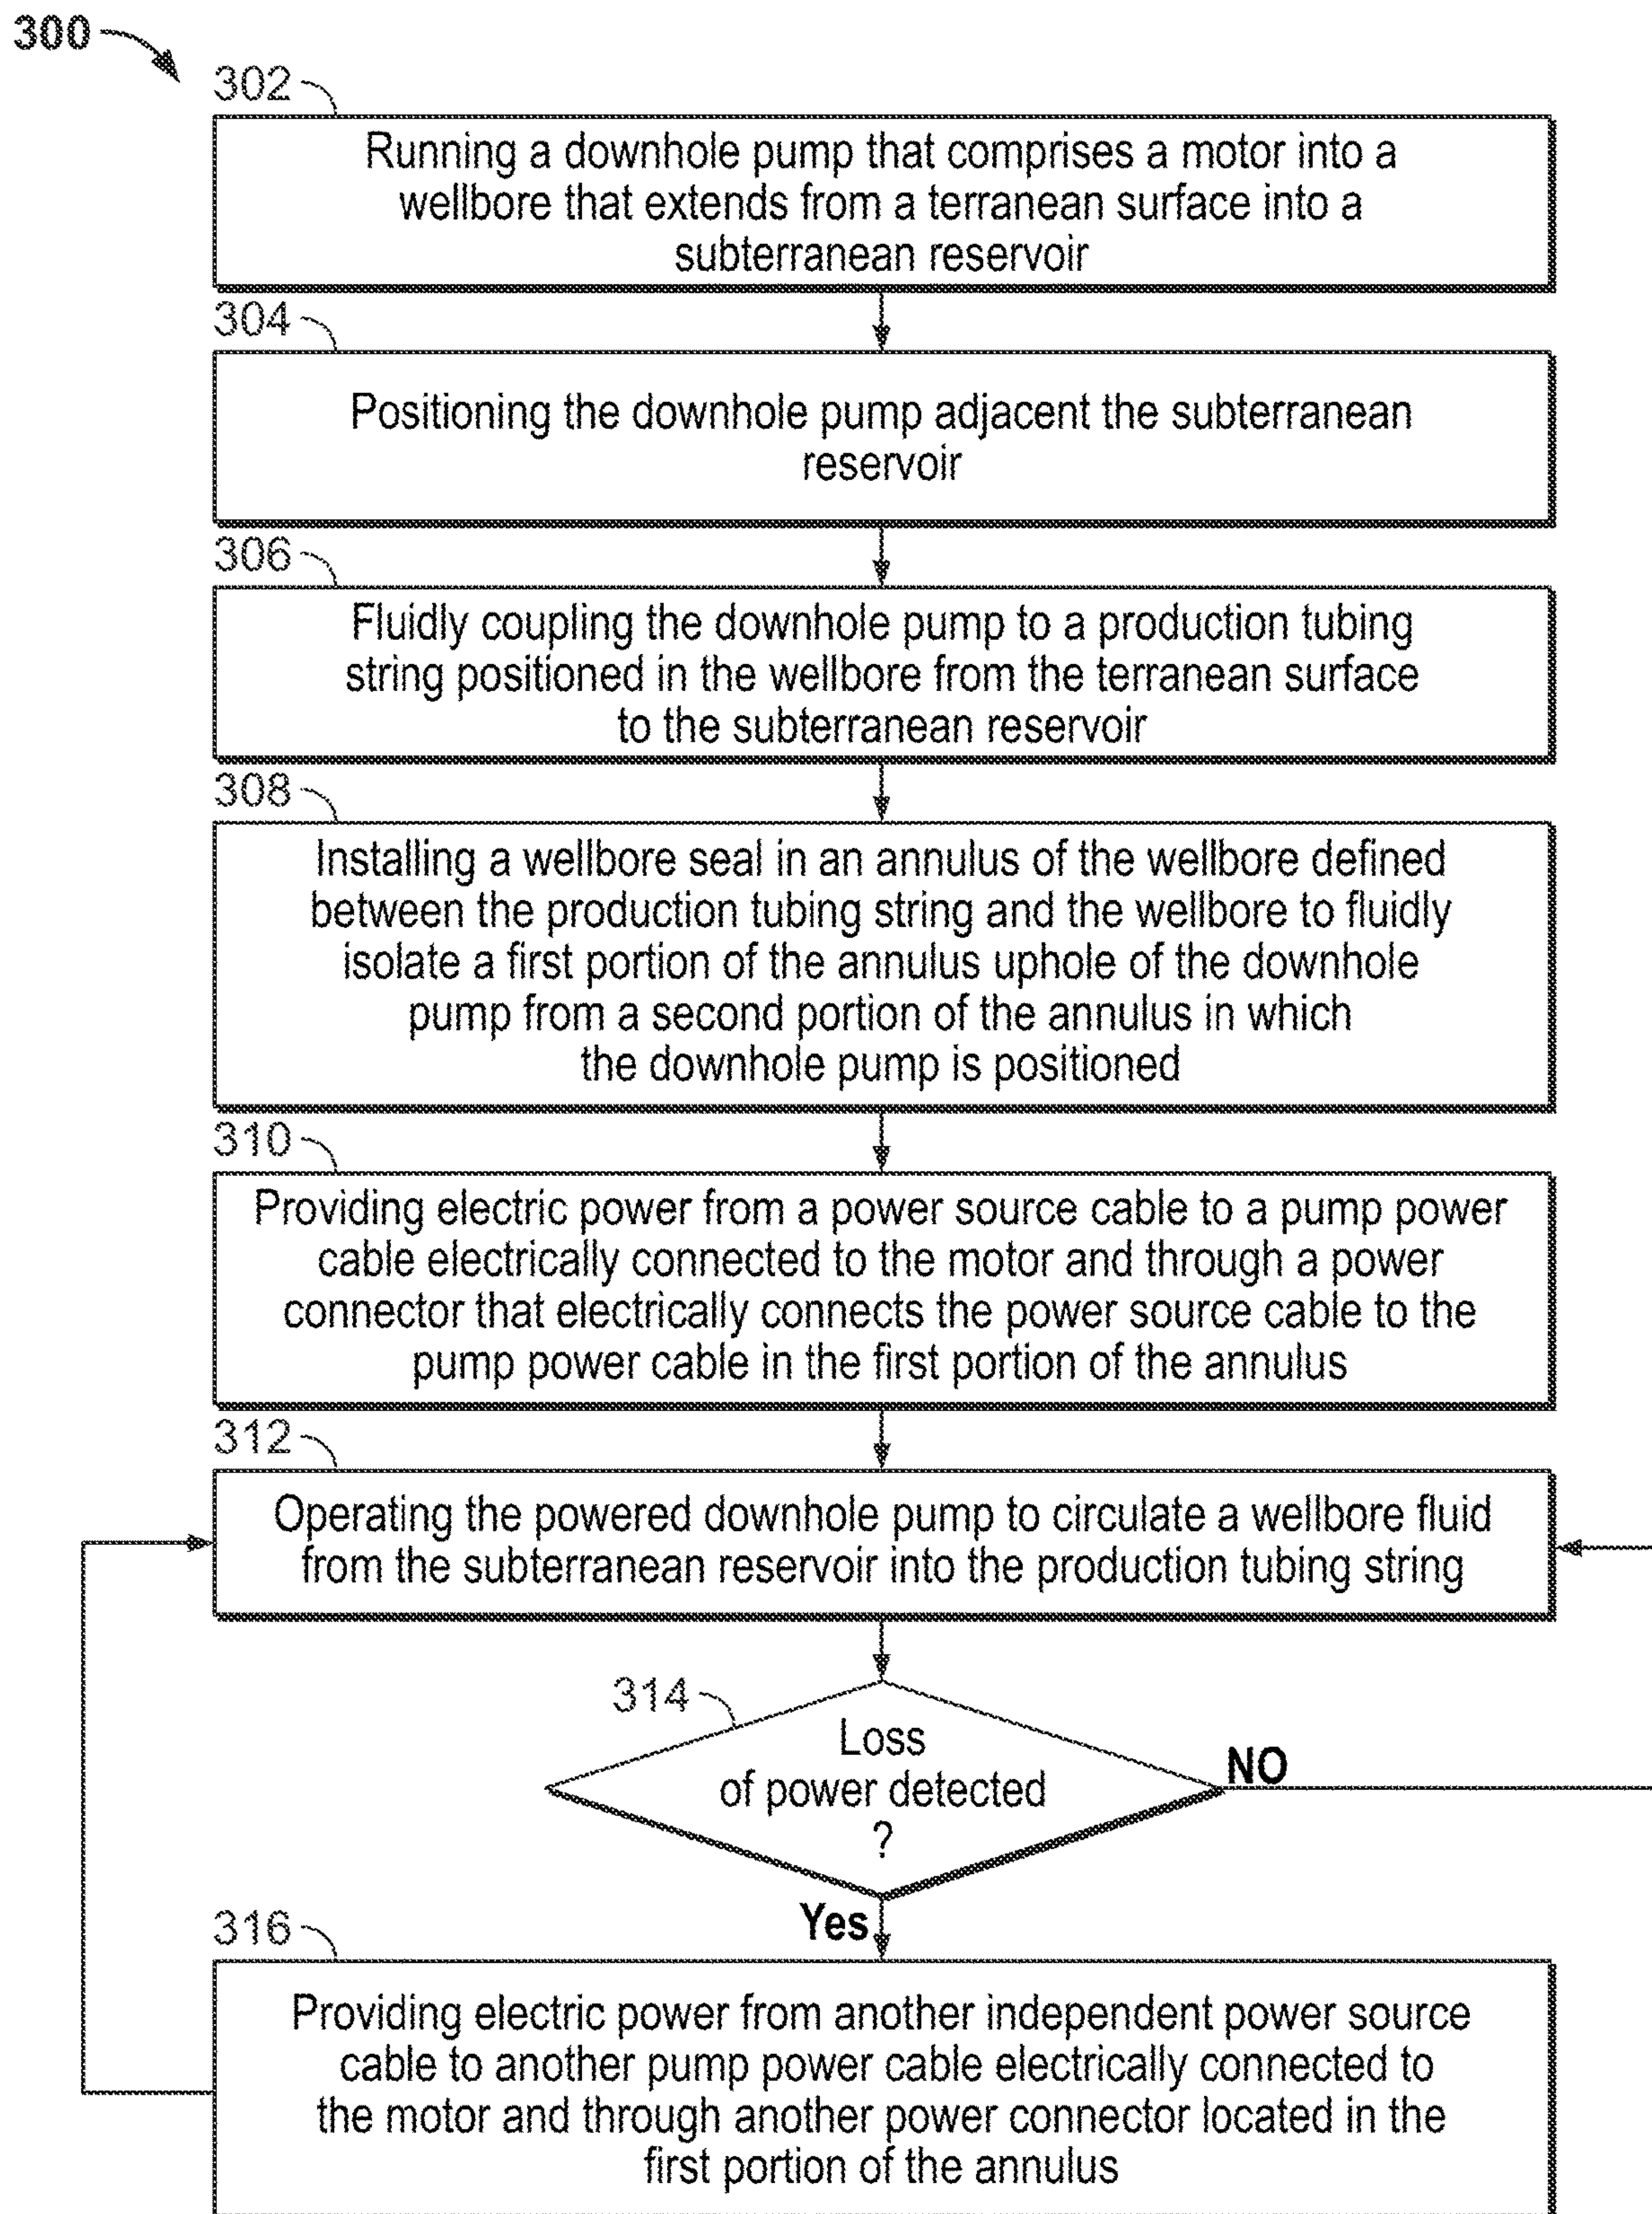 300
302
Running a downhole pump that comprises a motor into a
wellbore that extends from a terranean surface into a
subterranean reservoir
304
Positioning the downhole pump adjacent the subterranean
reservoir
306
Fluidly coupling the downhole pump to a production tubing
string positioned in the wellbore from the terranean surface
to the subterranean reservoir
308
Installing a wellbore seal in an annulus of the wellbore defined
between the production tubing string and the wellbore to fluidly
isolate a first portion of the annulus uphole of the downhole
pump from a second portion of the annulus in which
the downhole pump is positioned
310
Providing electric power from a power source cable to a pump power
cable electrically connected to the motor and through a power
connector that electrically connects the power source cable to the
pump power cable in the first portion of the annulus
312
Operating the powered downhole pump to circulate a wellbore fluid
from the subterranean reservoir into the production tubing string
314
Loss
of power detected
?
NO
Yes
316
Providing electric power from another independent power source
cable to another pump power cable electrically connected to
the motor and through another power connector located in the
first portion of the annulus